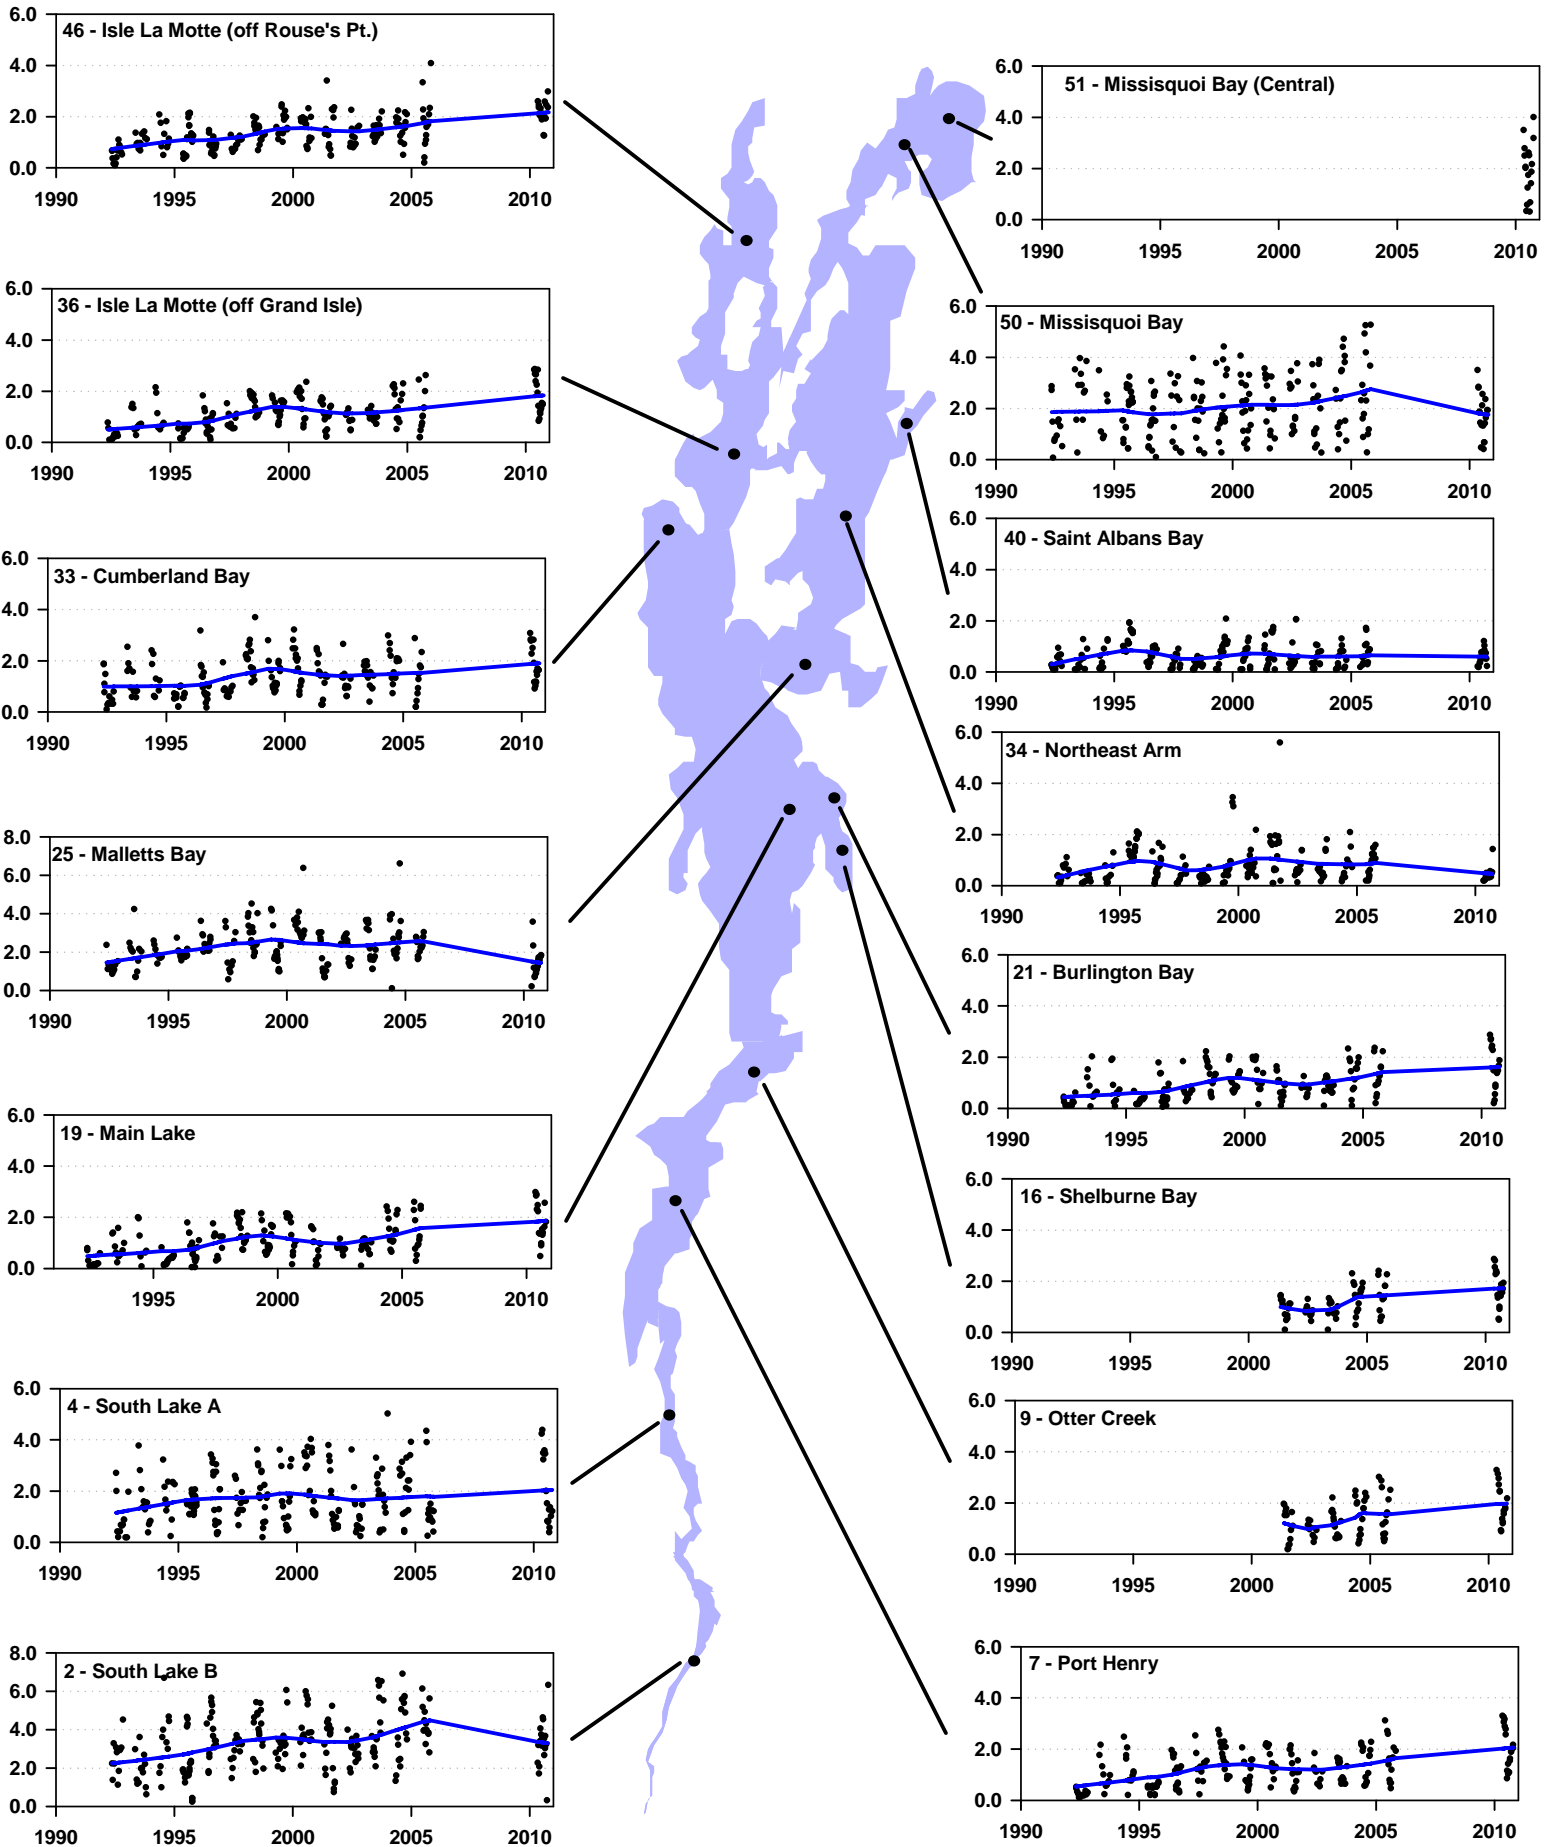 46 - Isle La Motte (off Rouse's Pt.)
6.0
4.0
2.0
0.0
1990 1995 2000 2005 2010
51 - Missisquoi Bay (Central)
6.0
4.0
2.0
0.0
1990 1995 2000 2005 2010
36 - Isle La Motte (off Grand Isle)
6.0
4.0
2.0
0.0
1990 1995 2000 2005 2010
50 - Missisquoi Bay
6.0
4.0
2.0
0.0
1990 1995 2000 2005 2010
40 - Saint Albans Bay
6.0
4.0
2.0
0.0
1990 1995 2000 2005 2010
33 - Cumberland Bay
6.0
4.0
2.0
0.0
1990 1995 2000 2005 2010
34 - Northeast Arm
6.0
4.0
2.0
0.0
1990 1995 2000 2005 2010
25 - Malletts Bay
8.0
6.0
4.0
2.0
0.0
1990 1995 2000 2005 2010
21 - Burlington Bay
6.0
4.0
2.0
0.0
1990 1995 2000 2005 2010
19 - Main Lake
6.0
4.0
2.0
0.0
1995 2000 2005 2010
16 - Shelburne Bay
6.0
4.0
2.0
0.0
1990 1995 2000 2005 2010
4 - South Lake A
6.0
4.0
2.0
0.0
1990 1995 2000 2005 2010
9 - Otter Creek
6.0
4.0
2.0
0.0
1990 1995 2000 2005 2010
2 - South Lake B
8.0
6.0
4.0
2.0
0.0
1990 1995 2000 2005 2010
7 - Port Henry
6.0
4.0
2.0
0.0
1990 1995 2000 2005 2010